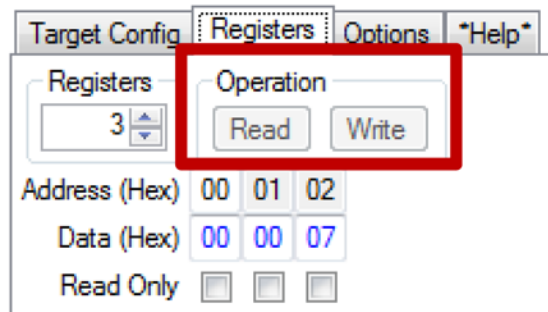 Target Config Registers Options *Help*
Registers Operation
3 Read Write
Address (Hex) 00 01 02
Data (Hex) 00 00 07
Read Only